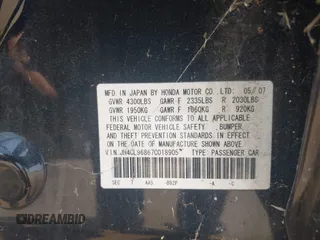 MFD. IN JAPAN BY HONDA MOTOR CO., LTD. 05/07
GVWR 4300LBS GAWR F 2335LBS R 2030LBS
GVWR 1950KG GAWR F 1060KG R 920KG
THIS VEHICLE CONFORMS TO ALL APPLICABLE
FEDERAL MOTOR VEHICLE SAFETY, BUMPER,
AND THEFT PREVENTION STANDARDS IN EFFECT
ON THE DATE OF MANUFACTURE SHOWN ABOVE.
V.I.N. TYPE: PASSENGER CAR
-A -C
DREAMBID